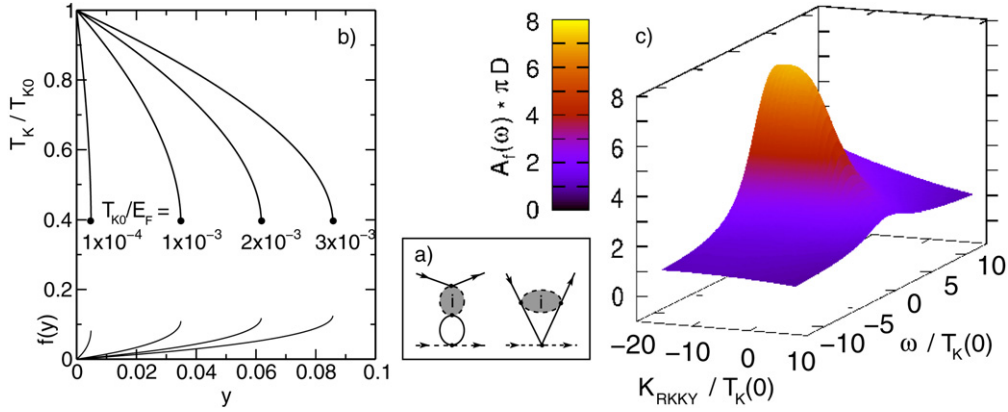 b)
T_K / T_K0
1
0.8
0.6
0.4
0.2
0.1
0
f(y)
T_K0/E_F =
1x10⁻⁴ 1x10⁻³ 2x10⁻³ 3x10⁻³
0 0.02 0.04 0.06 0.08 0.1
y
8
6
4
2
0
A_f(ω) * π D
a)
i i
c)
8
6
4
2
0
−20 −10 0 10
K_RKKY / T_K(0)
−10 −5 0 5 10
ω / T_K(0)